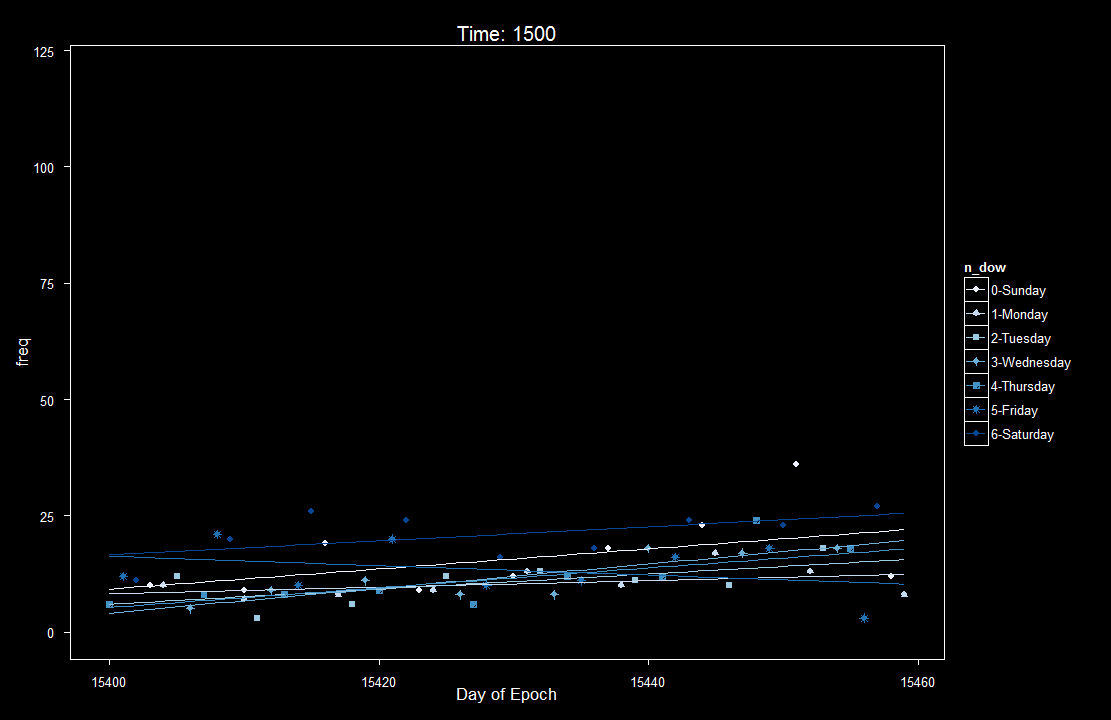 Time: 1500
125
100
75
50
25
0
freq
15400
15420
15440
15460
Day of Epoch
n_dow
0-Sunday
1-Monday
2-Tuesday
3-Wednesday
4-Thursday
5-Friday
6-Saturday